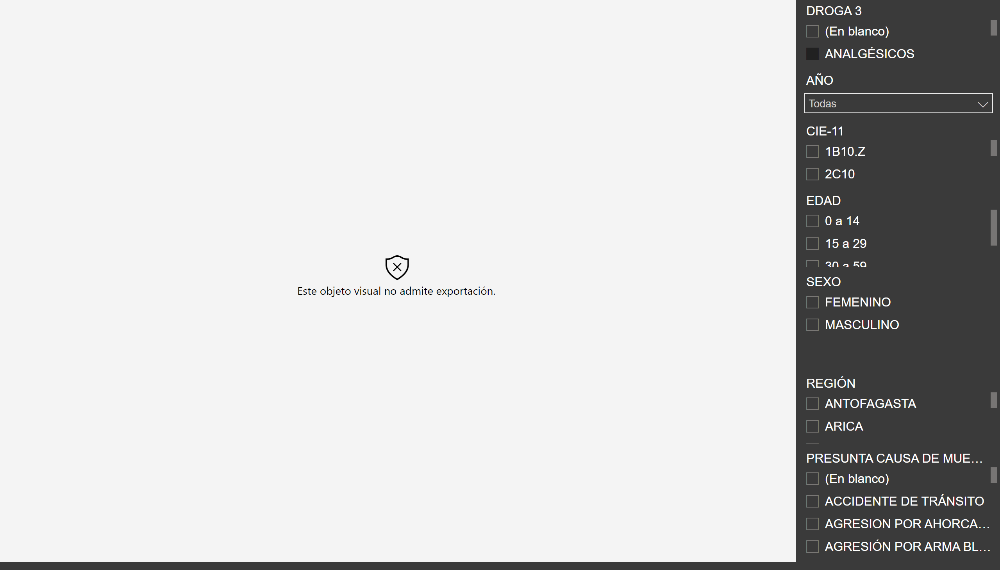 Este objeto visual no admite exportación.
DROGA 3
(En blanco)
ANALGÉSICOS
AÑO
Todas
CIE-11
1B10.Z
2C10
EDAD
0 a 14
15 a 29
30 a 59
SEXO
FEMENINO
MASCULINO
REGIÓN
ANTOFAGASTA
ARICA
PRESUNTA CAUSA DE MUE...
(En blanco)
ACCIDENTE DE TRÁNSITO
AGRESION POR AHORCA...
AGRESIÓN POR ARMA BL...